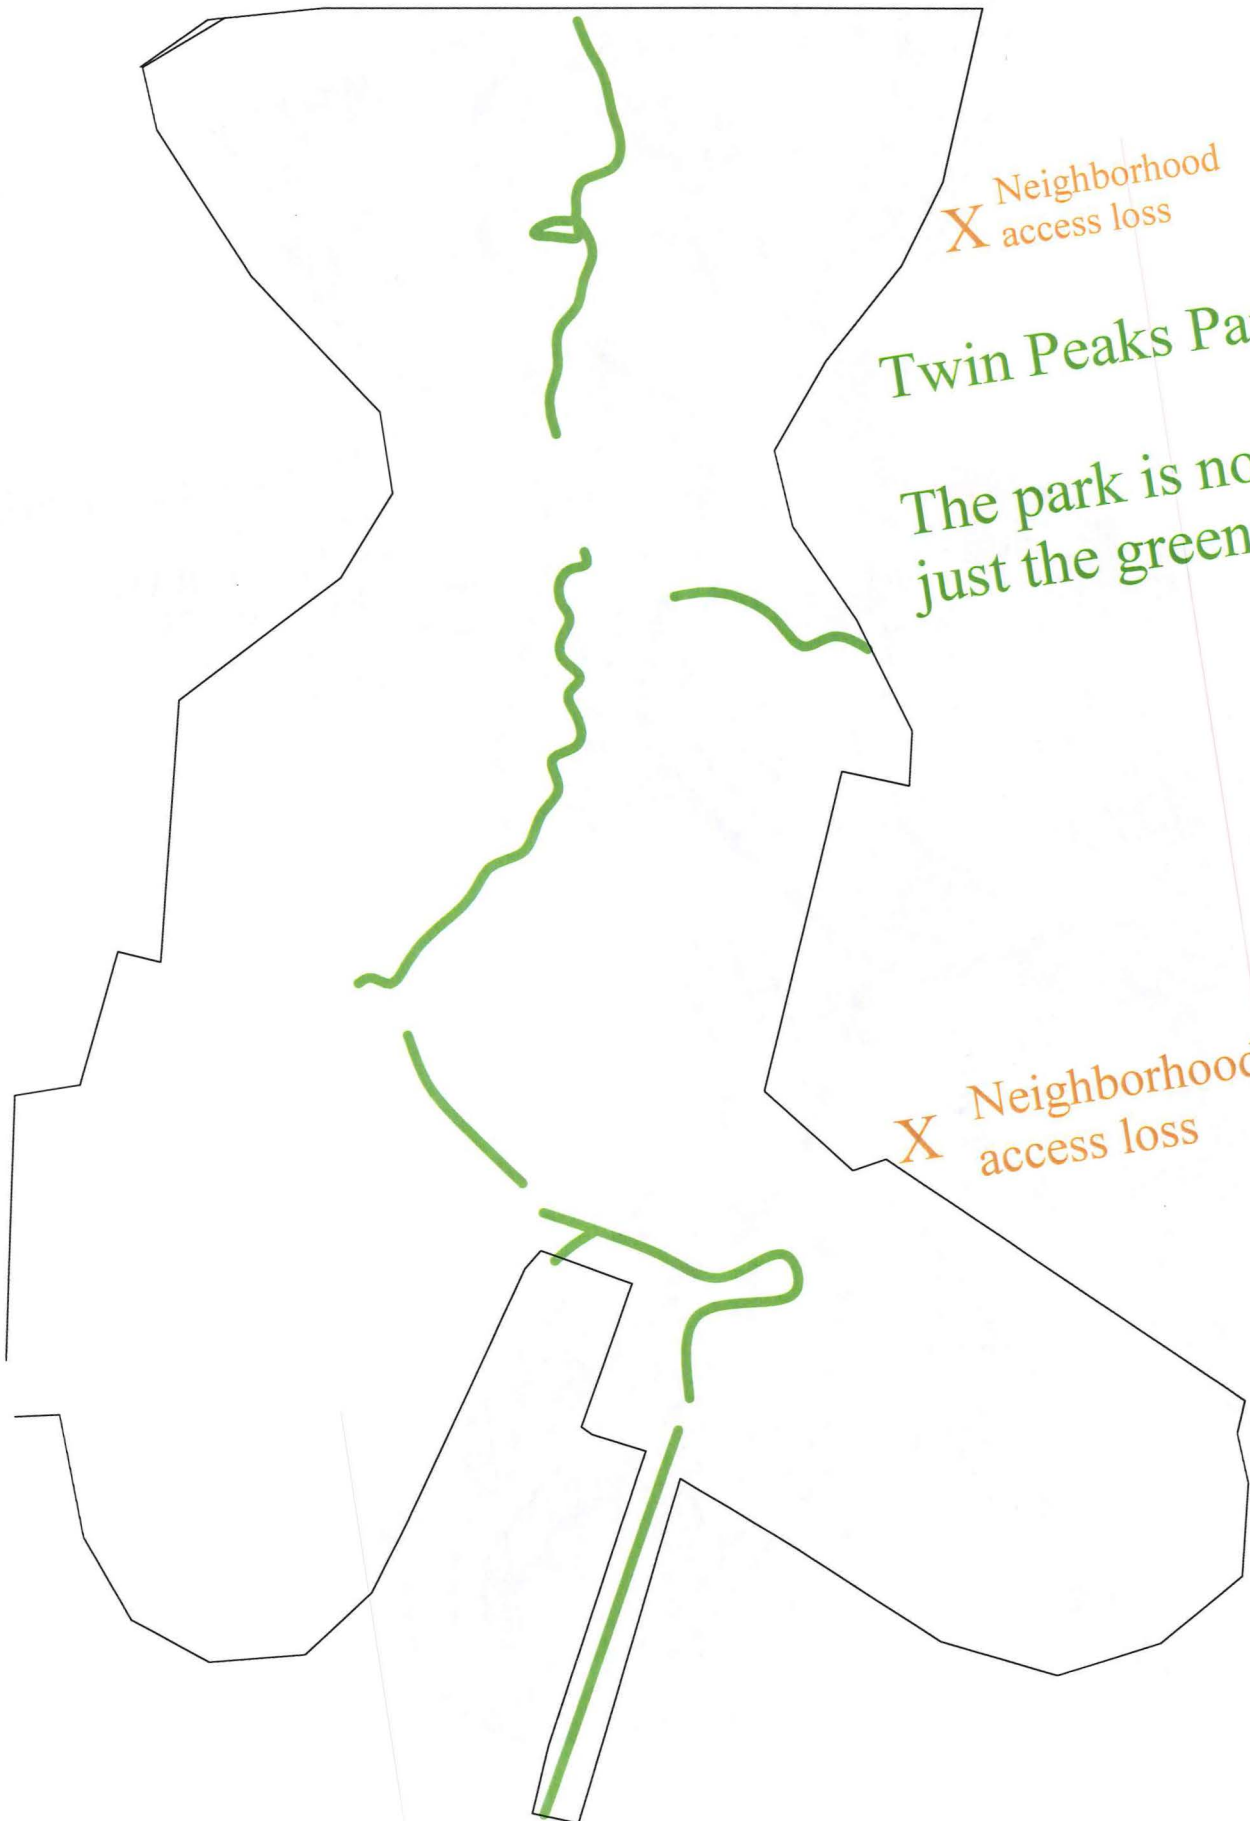 Neighborhood
X access loss
Twin Peaks Pa
The park is no
just the green
Neighborhood
X access loss